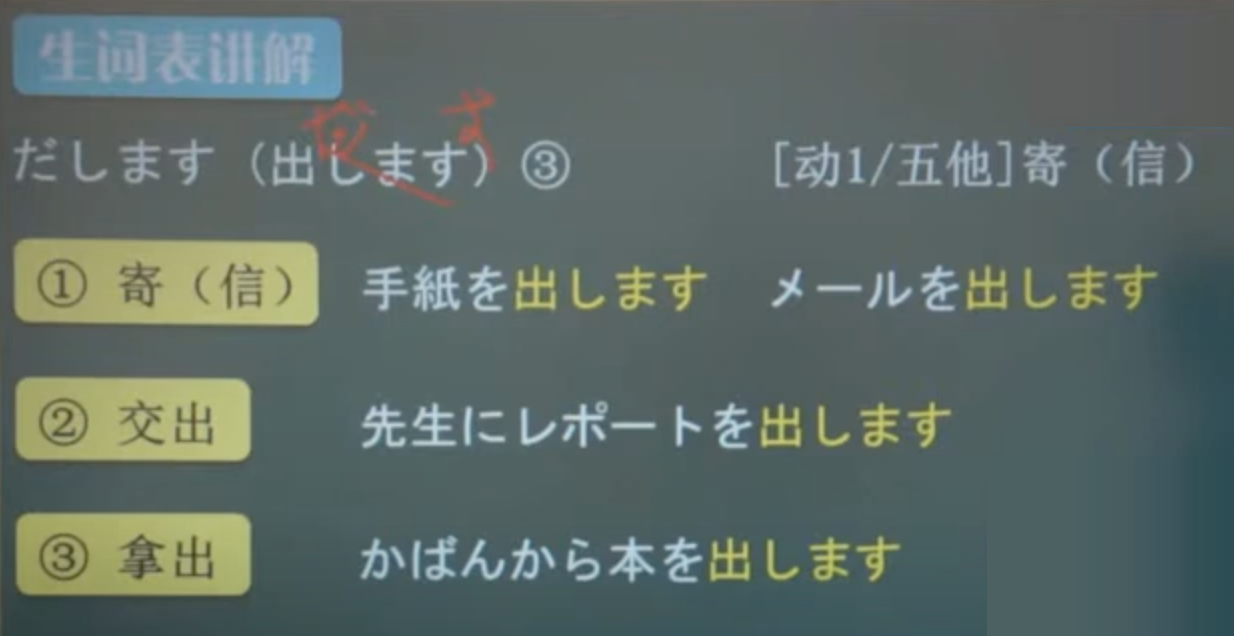 生词表讲解
だします（出します）③ [动1/五他]寄（信）
① 寄（信） 手紙を出します メールを出します
② 交出 先生にレポートを出します
③ 拿出 かばんから本を出します